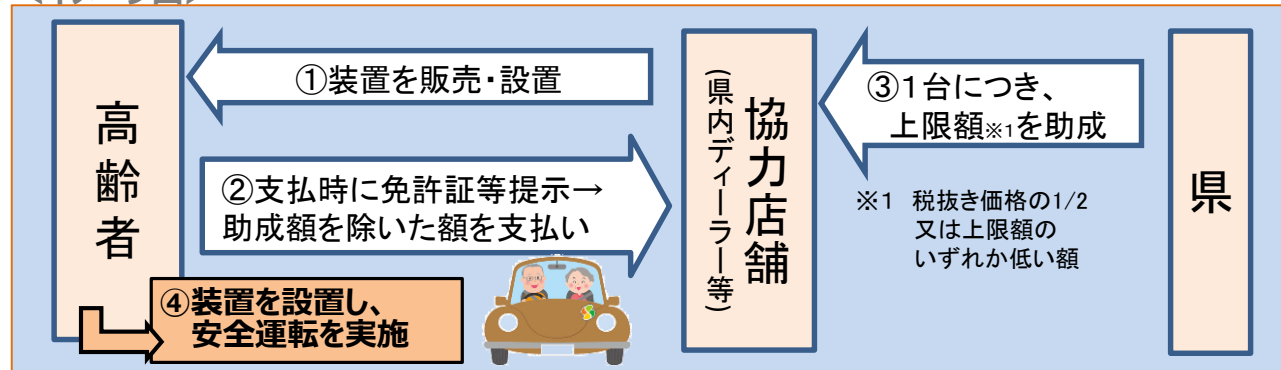 高齢者
①装置を販売・設置
②支払時に免許証等提示→
助成額を除いた額を支払い
④装置を設置し、
安全運転を実施
協力店舗
(県内ディーラー等)
③1台につき、
上限額※1を助成
※1 税抜き価格の1/2
又は上限額の
いずれか低い額
県